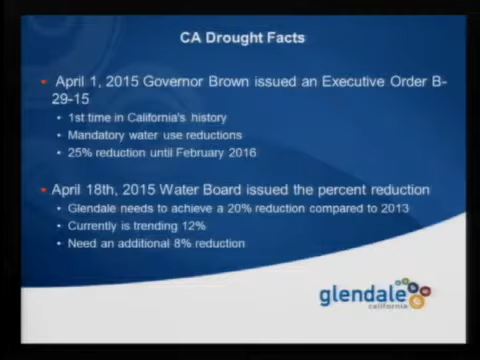 CA Drought Facts
• April 1, 2015 Governor Brown issued an Executive Order B-
29-15
• 1st time in California's history
• Mandatory water use reductions
• 25% reduction until February 2016
• April 18th, 2015 Water Board issued the percent reduction
• Glendale needs to achieve a 20% reduction compared to 2013
• Currently is trending 12%
• Need an additional 8% reduction
glendale
california